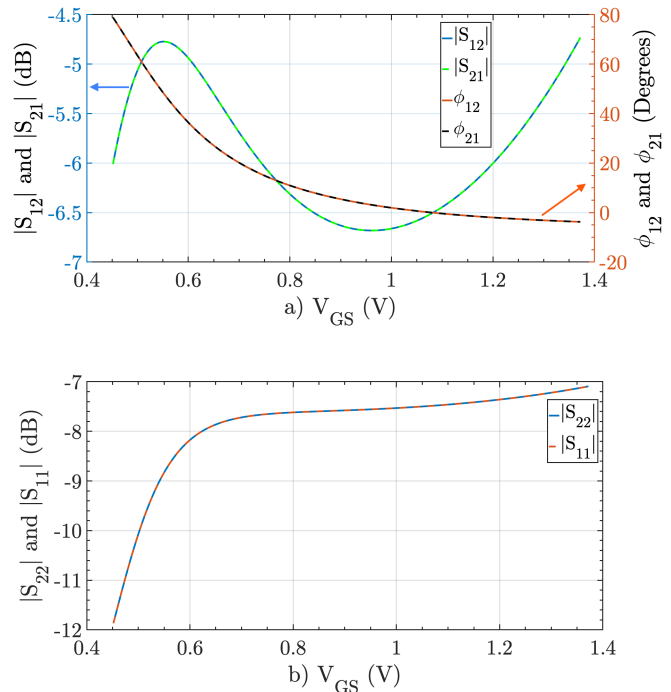 -4.5
-5
-5.5
-6
-6.5
-7
|S12| and |S21| (dB)
|S12|
|S21|
ϕ12
ϕ21
80
60
40
20
0
-20
ϕ12 and ϕ21 (Degrees)
0.4 0.6 0.8 1 1.2 1.4
a) VGS (V)
-7
-8
-9
-10
-11
-12
|S22| and |S11| (dB)
|S22|
|S11|
0.4 0.6 0.8 1 1.2 1.4
b) VGS (V)